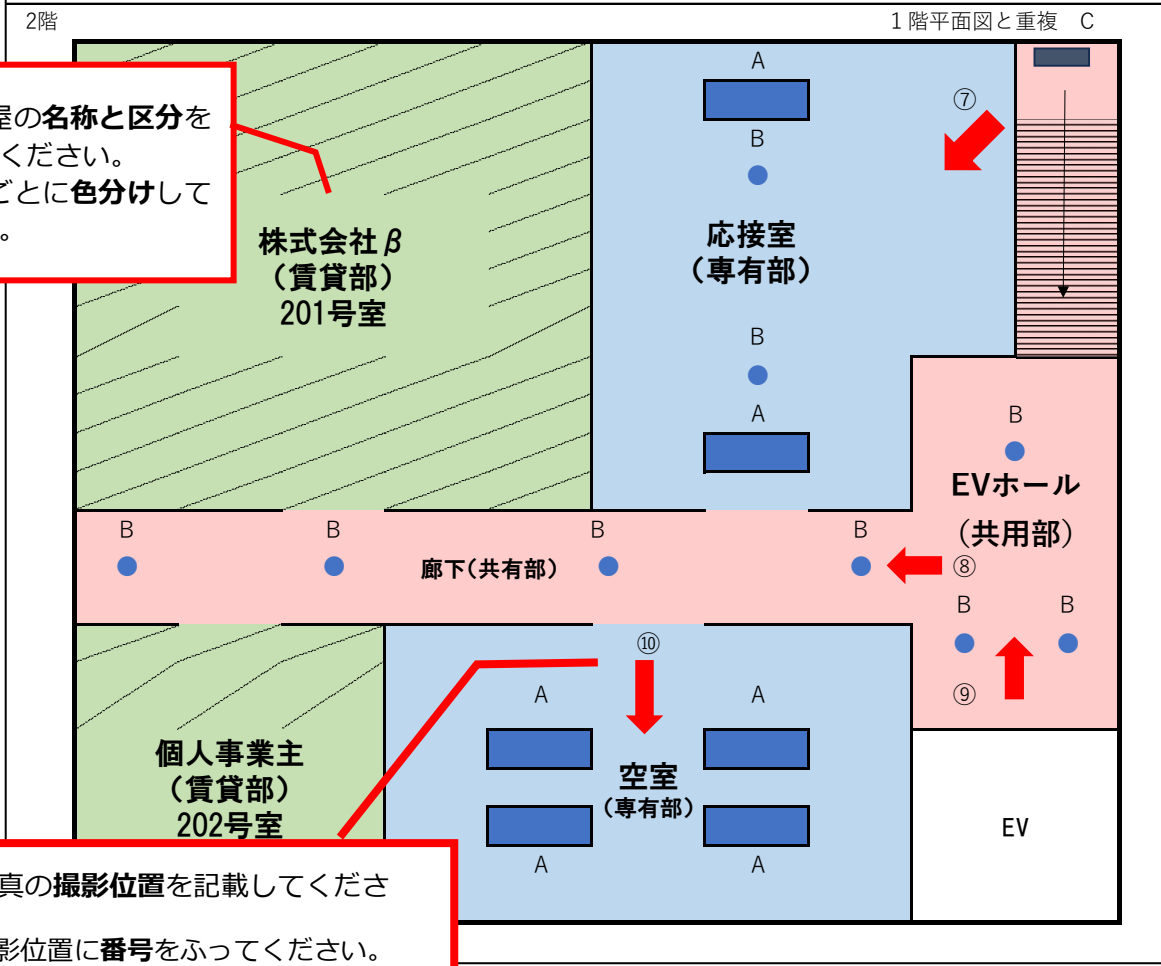 2階
1階平面図と重複 C
屋の名称と区分を
ください。
ごとに色分けして
。
株式会社β
(賃貸部)
201号室
A
B
応接室
(専有部)
B
A
⑦
B
EVホール
(共用部)
B
B
B
B
廊下(共有部)
⑧
B
B
⑨
⑩
A
A
空室
(専有部)
A
A
個人事業主
(賃貸部)
202号室
EV
真の撮影位置を記載してくださ
影位置に番号をふってください。